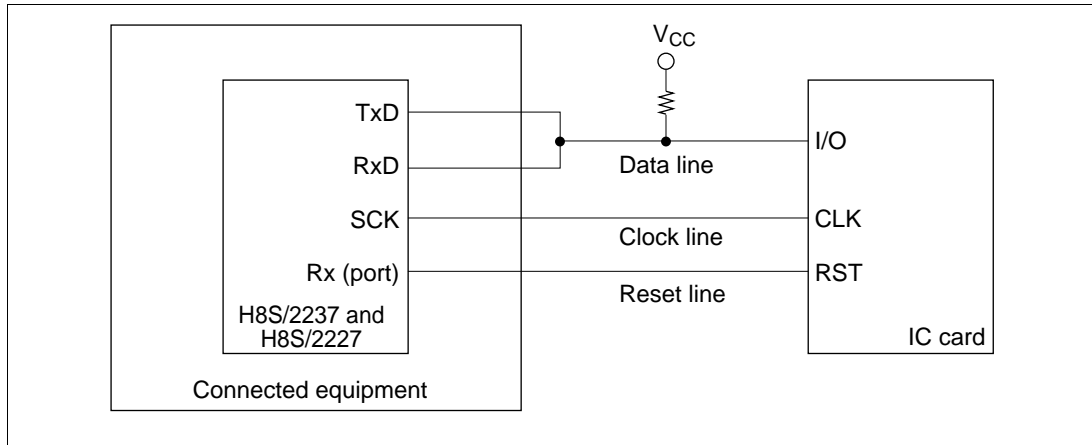 VCC
TxD
RxD
SCK
Rx (port)
H8S/2237 and
H8S/2227
Connected equipment
Data line
Clock line
Reset line
I/O
CLK
RST
IC card